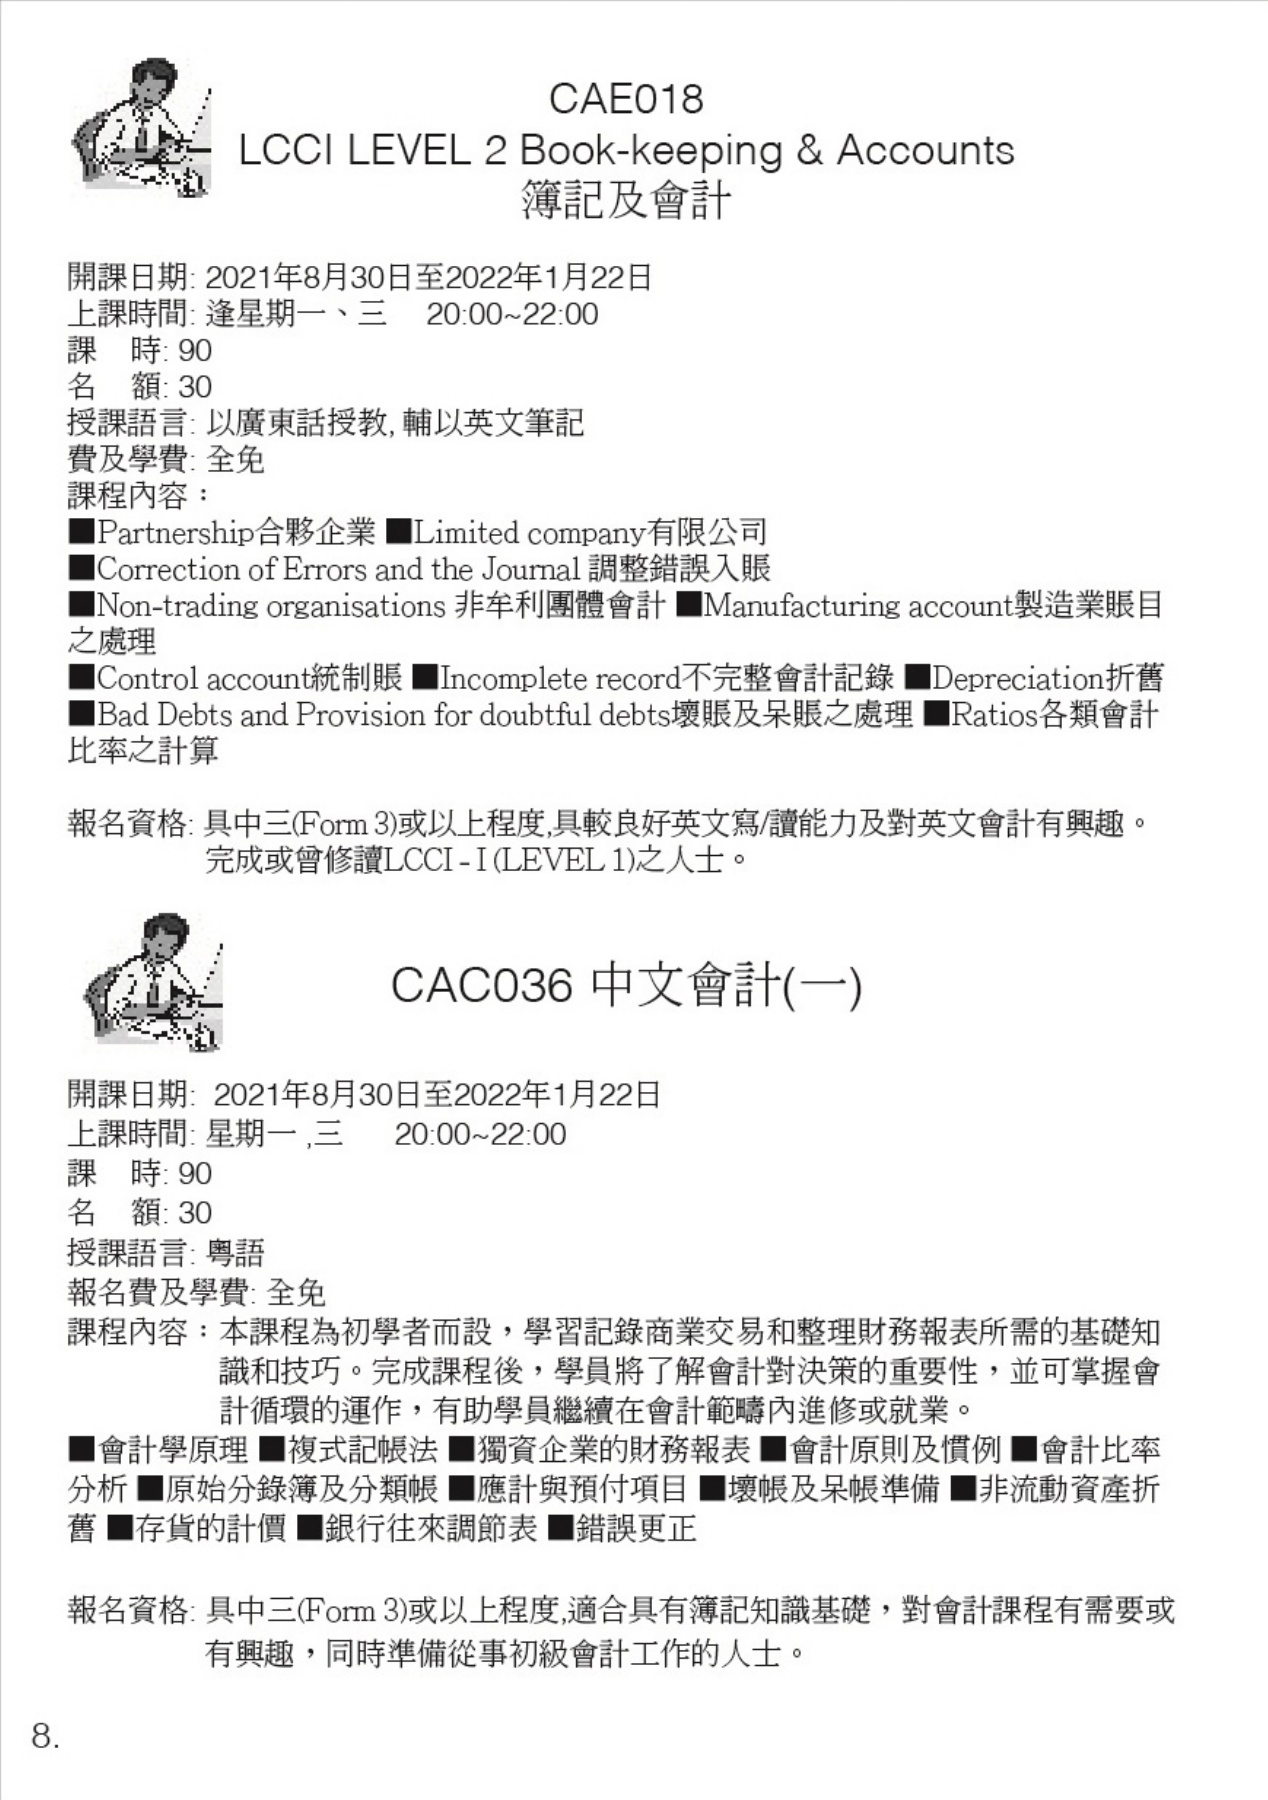 CAE018
LCCI LEVEL 2 Book-keeping & Accounts
簿記及會計
開課日期: 2021年8月30日至2022年1月22日
上課時間: 逢星期一、三 20:00~22:00
課 時: 90
名 額: 30
授課語言: 以廣東話授教, 輔以英文筆記
費及學費: 全免
課程內容：
■Partnership合夥企業 ■Limited company有限公司
■Correction of Errors and the Journal 調整錯誤入賬
■Non-trading organisations 非牟利團體會計 ■Manufacturing account製造業賬目
之處理
■Control account統制賬 ■Incomplete record不完整會計記錄 ■Depreciation折舊
■Bad Debts and Provision for doubtful debts壞賬及呆賬之處理 ■Ratios各類會計
比率之計算
報名資格: 具中三(Form 3)或以上程度,具較良好英文寫/讀能力及對英文會計有興趣。
完成或曾修讀LCCI - I (LEVEL 1)之人士。
CAC036 中文會計(一)
開課日期: 2021年8月30日至2022年1月22日
上課時間: 星期一 ,三 20:00~22:00
課 時: 90
名 額: 30
授課語言: 粵語
報名費及學費: 全免
課程內容：本課程為初學者而設，學習記錄商業交易和整理財務報表所需的基礎知
識和技巧。完成課程後，學員將了解會計對決策的重要性，並可掌握會
計循環的運作，有助學員繼續在會計範疇內進修或就業。
■會計學原理 ■複式記帳法 ■獨資企業的財務報表 ■會計原則及慣例 ■會計比率
分析 ■原始分錄簿及分類帳 ■應計與預付項目 ■壞帳及呆帳準備 ■非流動資產折
舊 ■存貨的計價 ■銀行往來調節表 ■錯誤更正
報名資格: 具中三(Form 3)或以上程度,適合具有簿記知識基礎，對會計課程有需要或
有興趣，同時準備從事初級會計工作的人士。
8.